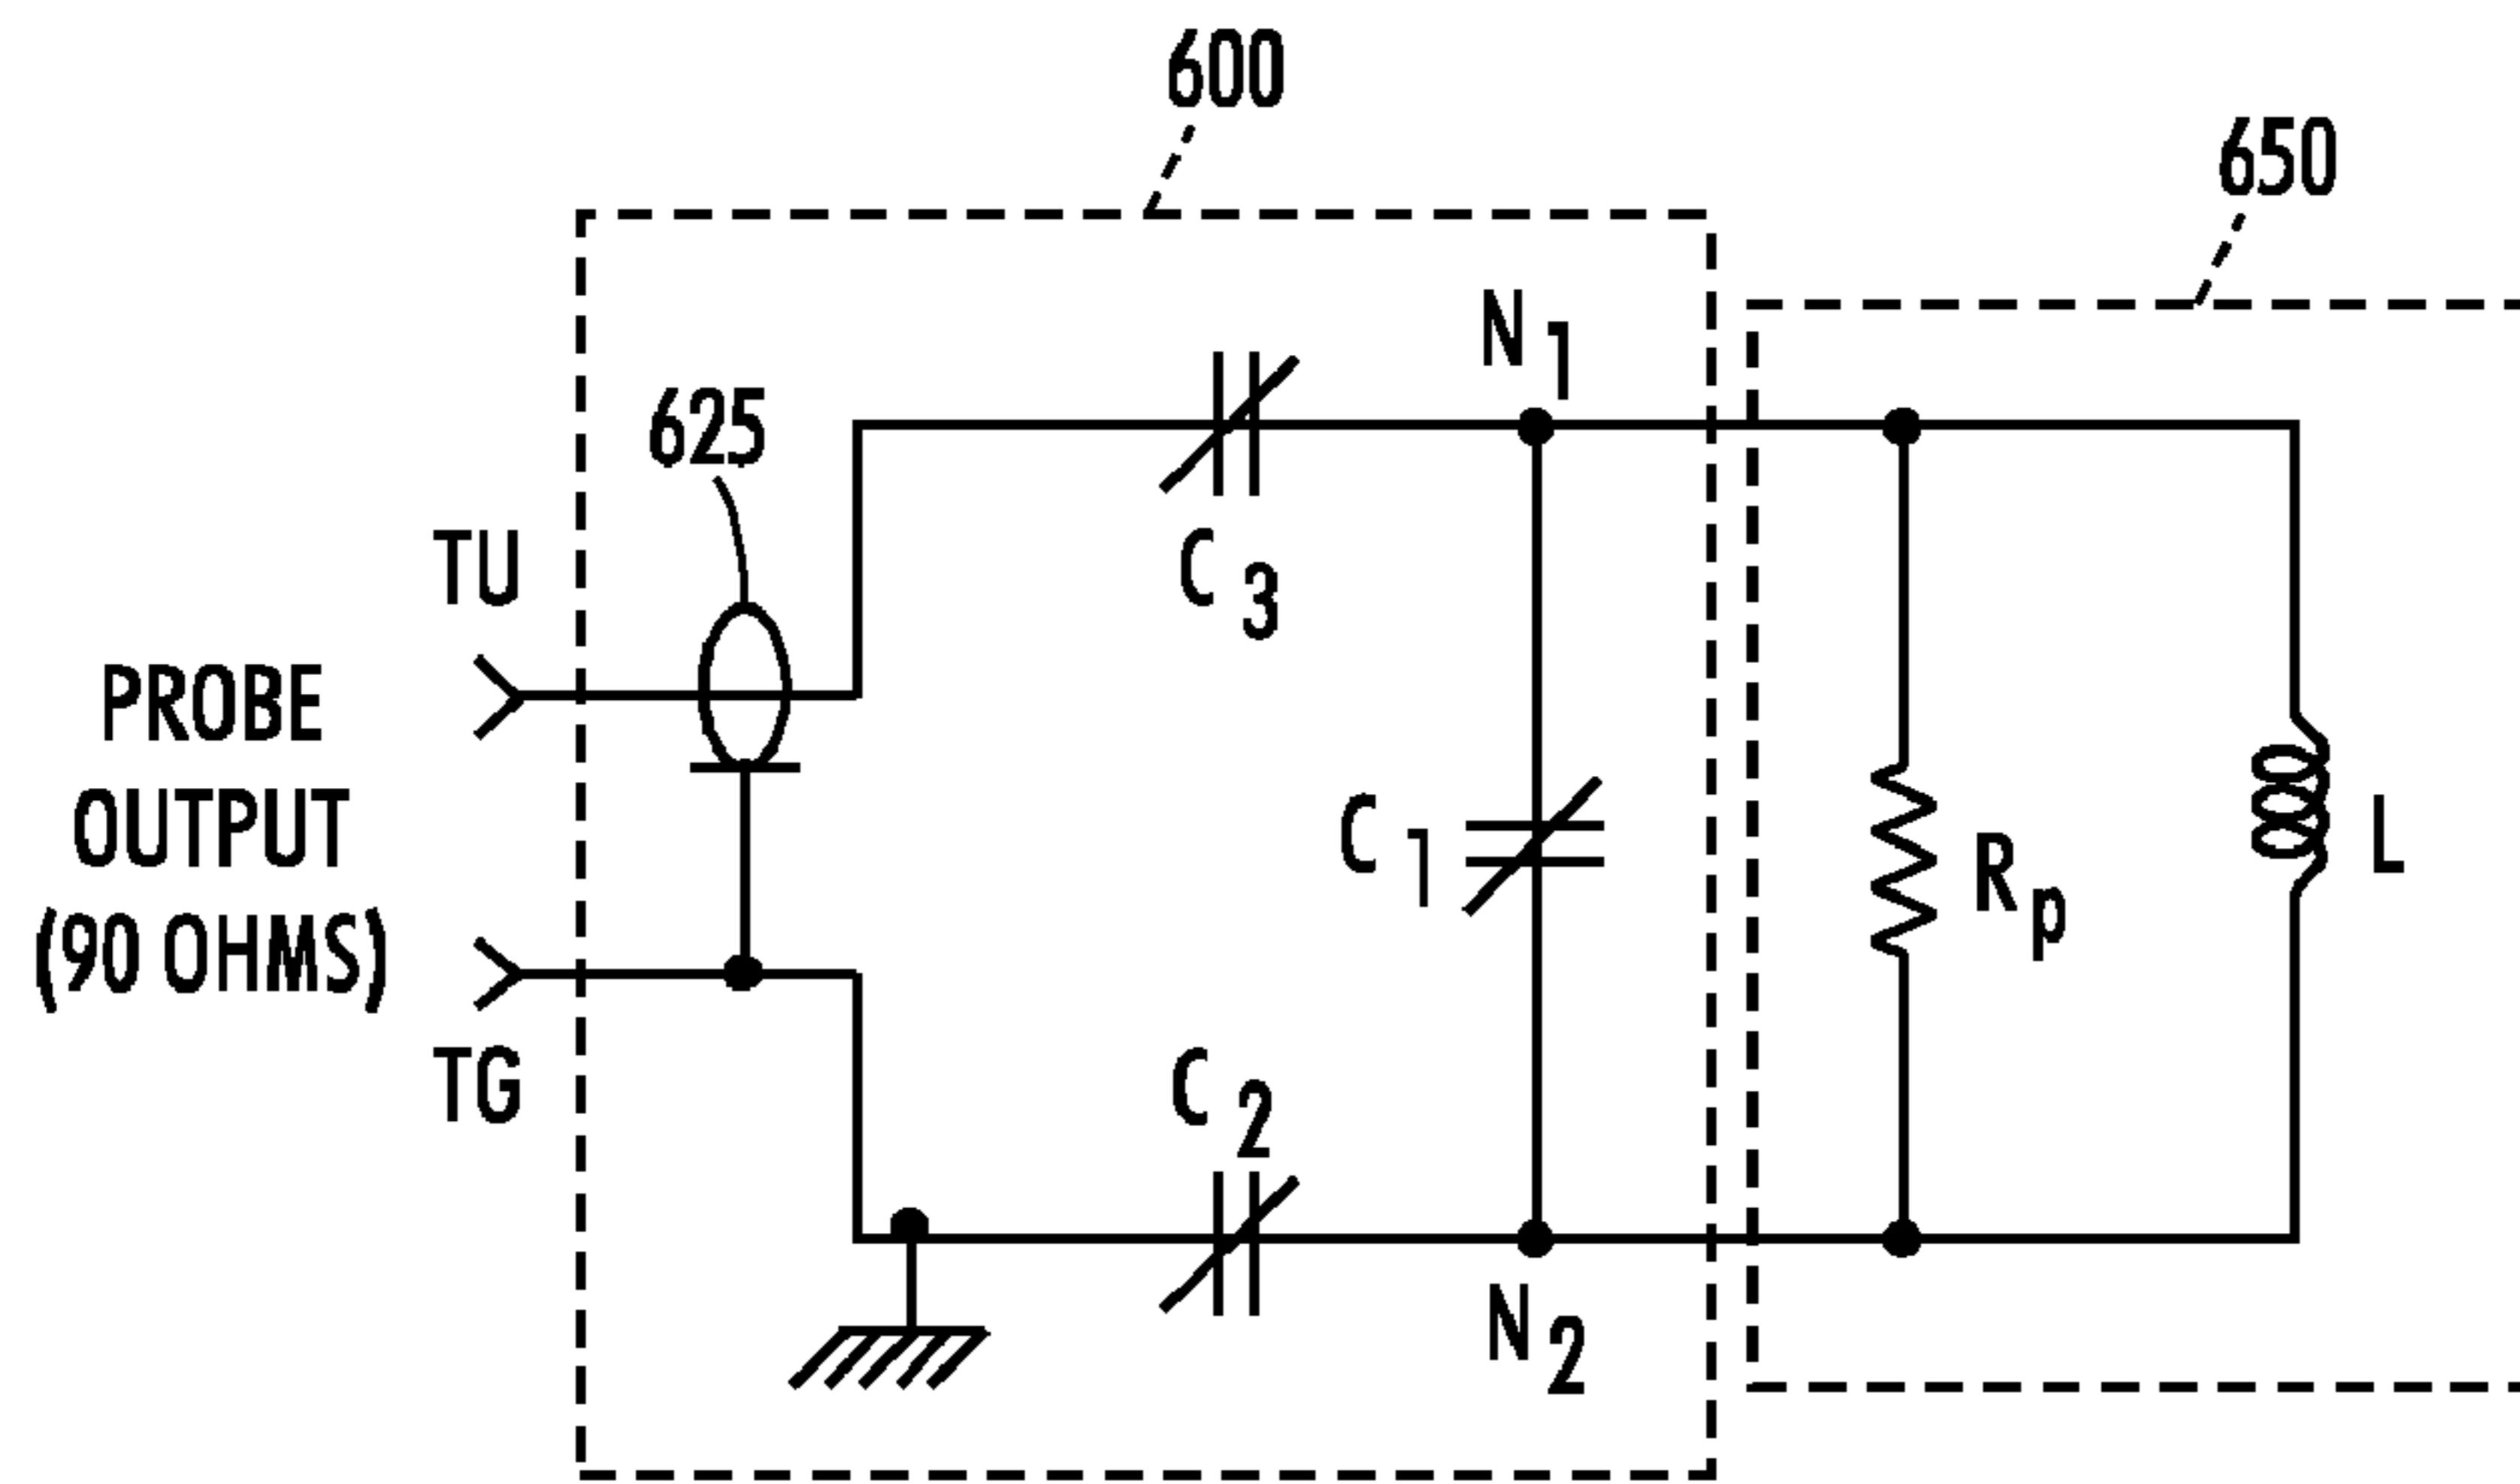 600
650
N1
625
C3
TU
PROBE
OUTPUT
(90 OHMS)
C1
Rp
L
TG
C2
N2